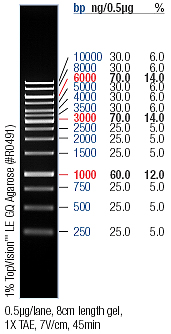 bp ng/0.5µg %
10000 30.0 6.0
8000 30.0 6.0
6000 70.0 14.0
5000 30.0 6.0
4000 30.0 6.0
3500 30.0 6.0
3000 70.0 14.0
2500 25.0 5.0
2000 25.0 5.0
1500 25.0 5.0
1000 60.0 12.0
750 25.0 5.0
500 25.0 5.0
250 25.0 5.0
1% TopVision™ LE GQ Agarose (#R0491)
0.5µg/lane, 8cm length gel,
1X TAE, 7V/cm, 45min